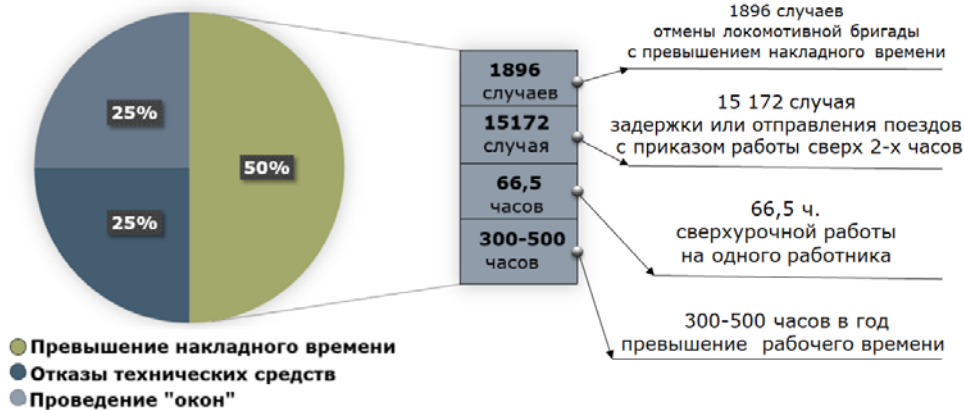 25%
25%
50%
1896
случаев
15172
случая
66,5
часов
300-500
часов
1896 случаев
отмены локомотивной бригады
с превышением накладного времени
15 172 случая
задержки или отправления поездов
с приказом работы сверх 2-х часов
66,5 ч.
сверхурочной работы
на одного работника
300-500 часов в год
превышение рабочего времени
Превышение накладного времени
Отказы технических средств
Проведение "окон"